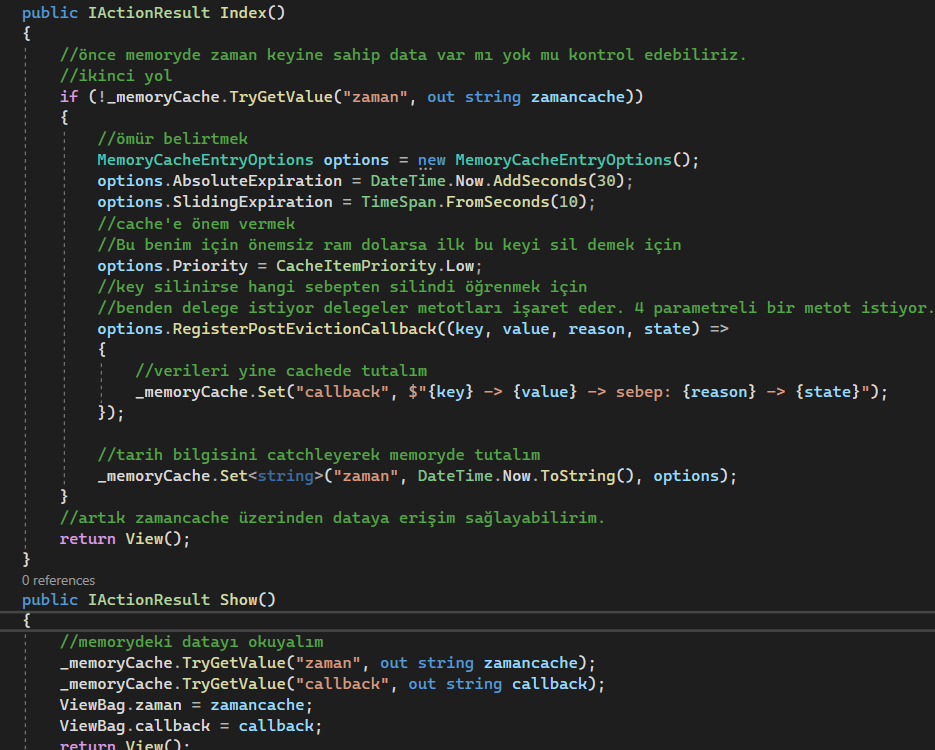 public IActionResult Index()
{
//önce memoryde zaman keyine sahip data var mı yok mu kontrol edebiliriz.
//ikinci yol
if (!_memoryCache.TryGetValue("zaman", out string zamancache))
{
//ömür belirtmek
MemoryCacheEntryOptions options = new MemoryCacheEntryOptions();
options.AbsoluteExpiration = DateTime.Now.AddSeconds(30);
options.SlidingExpiration = TimeSpan.FromSeconds(10);
//cache'e önem vermek
//Bu benim için önemsiz ram dolarsa ilk bu keyi sil demek için
options.Priority = CacheItemPriority.Low;
//key silinirse hangi sebepten silindi öğrenmek için
//benden delege istiyor delegeler metotları işaret eder. 4 parametreli bir metot istiyor.
options.RegisterPostEvictionCallback((key, value, reason, state) =>
{
//verileri yine cachede tutalım
_memoryCache.Set("callback", $"{key} -> {value} -> sebep: {reason} -> {state}");
});
//tarih bilgisini catchleyerek memoryde tutalım
_memoryCache.Set<string>("zaman", DateTime.Now.ToString(), options);
}
//artık zamancache üzerinden dataya erişim sağlayabilirim.
return View();
}
0 references
public IActionResult Show()
{
//memorydeki datayı okuyalım
_memoryCache.TryGetValue("zaman", out string zamancache);
_memoryCache.TryGetValue("callback", out string callback);
ViewBag.zaman = zamancache;
ViewBag.callback = callback;
return View();